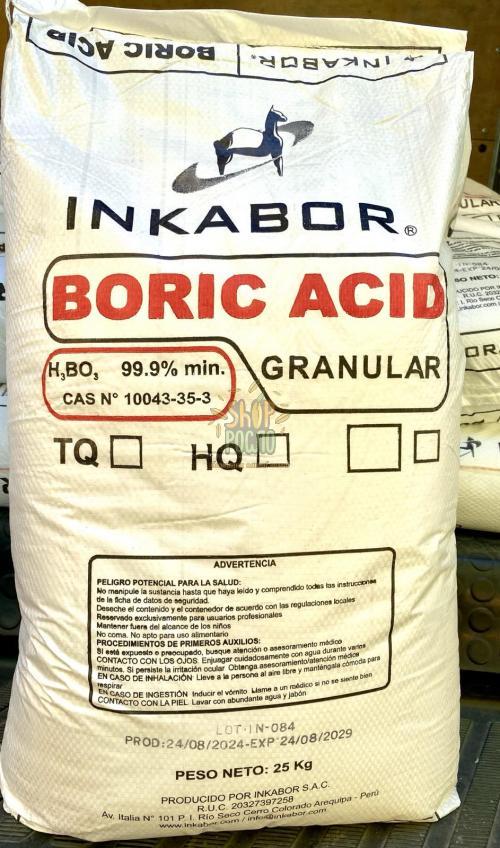 BORIC ACID
INKABOR®
INKABOR®
BORIC ACID
H₃BO₃ 99.9% min.
CAS N° 10043-35-3
GRANULAR
SHOP
TQ
HQ
ADVERTENCIA
PELIGRO POTENCIAL PARA LA SALUD:
No manipule la sustancia hasta que haya leído y comprendido todas las instrucciones
de la ficha de datos de seguridad.
Deseche el contenido y el contenedor de acuerdo con las regulaciones locales
Reservado exclusivamente para usuarios profesionales
Mantener fuera del alcance de los niños
No coma. No apto para uso alimentario
PROCEDIMIENTOS DE PRIMEROS AUXILIOS:
Si está expuesto o preocupado, busque atención o asesoramiento médico
CONTACTO CON LOS OJOS. Enjuagar cuidadosamente con agua durante varios
minutos. Si persiste la irritación ocular Obtenga asesoramiento/atención médica
EN CASO DE INHALACIÓN Lleve a la persona al aire libre y manténgala cómoda para
respirar
EN CASO DE INGESTIÓN Inducir el vómito Llame a un médico si no se siente bien
CONTACTO CON LA PIEL. Lavar con abundante agua y jabón
LOT-IN-084
PROD:24/08/2024-EXP 24/08/2029
PESO NETO: 25 Kg
PRODUCIDO POR INKABOR S.A.C.
R.U.C. 20327397258
Av. Italia N° 101 P. I. Río Seco Cerro Colorado Arequipa - Perú
www.inkabor.com / info@inkabor.com